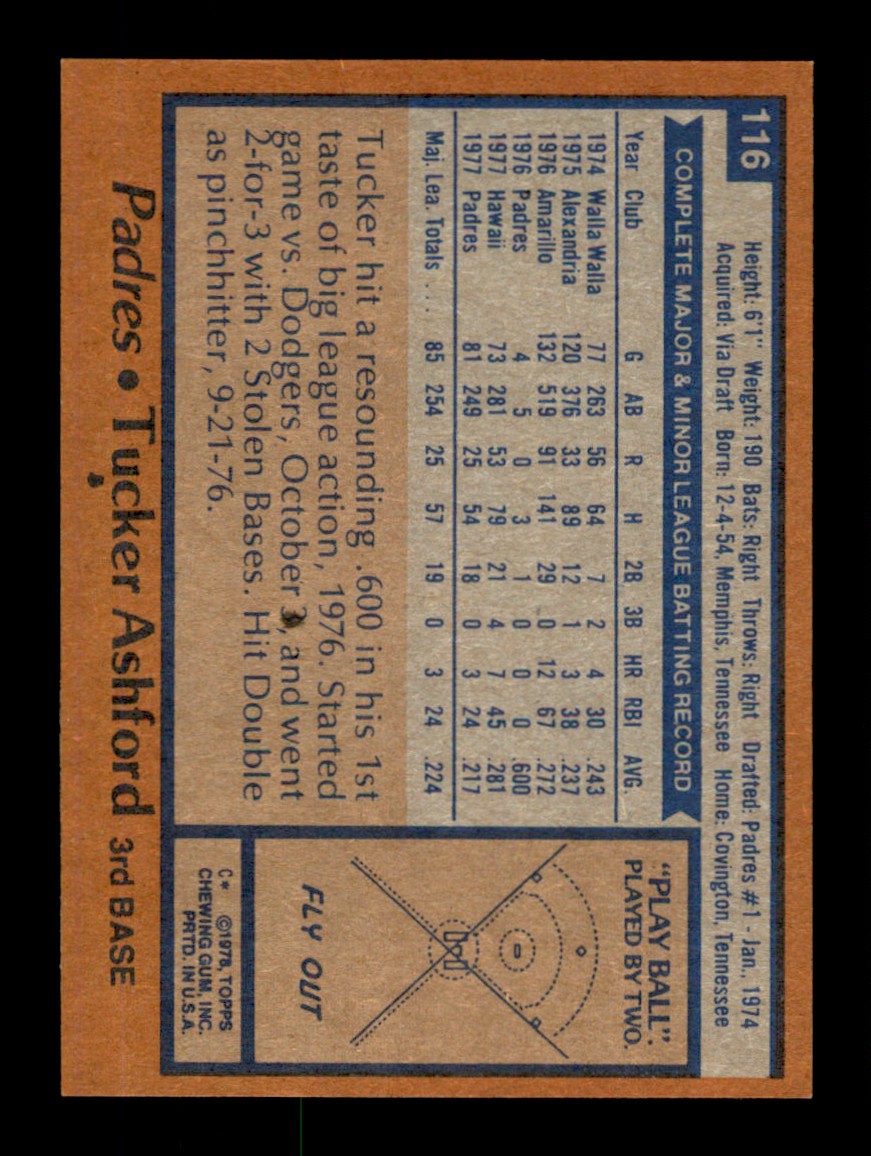 116
Height: 6'1" Weight: 190 Bats: Right Throws: Right Drafted: Padres #1 - Jan., 1974
Acquired: Via Draft Born: 12-4-54, Memphis, Tennessee Home: Covington, Tennessee
COMPLETE MAJOR & MINOR LEAGUE BATTING RECORD
Year Club G AB R H 2B 3B HR RBI AVG.
1974 Walla Walla 77 263 56 64 7 2 4 30 .243
1975 Alexandria 120 376 33 89 12 1 3 38 .237
1976 Amarillo 132 519 91 141 29 0 12 67 .272
1976 Padres 4 5 0 3 1 0 0 0 .600
1977 Hawaii 73 281 53 79 21 4 7 45 .281
1977 Padres 81 249 25 54 18 0 3 24 .217
Maj. Lea. Totals ... 85 254 25 57 19 0 3 24 .224
Tucker hit a resounding .600 in his 1st
taste of big league action, 1976. Started
game vs. Dodgers, October 3, and went
2-for-3 with 2 Stolen Bases. Hit Double
as pinchhitter, 9-21-76.
"PLAY BALL".
PLAYED BY TWO.
FLY OUT
C* ©1978, TOPPS
CHEWING GUM, INC.
PRTD. IN U.S.A.
Padres • Tucker Ashford 3rd BASE